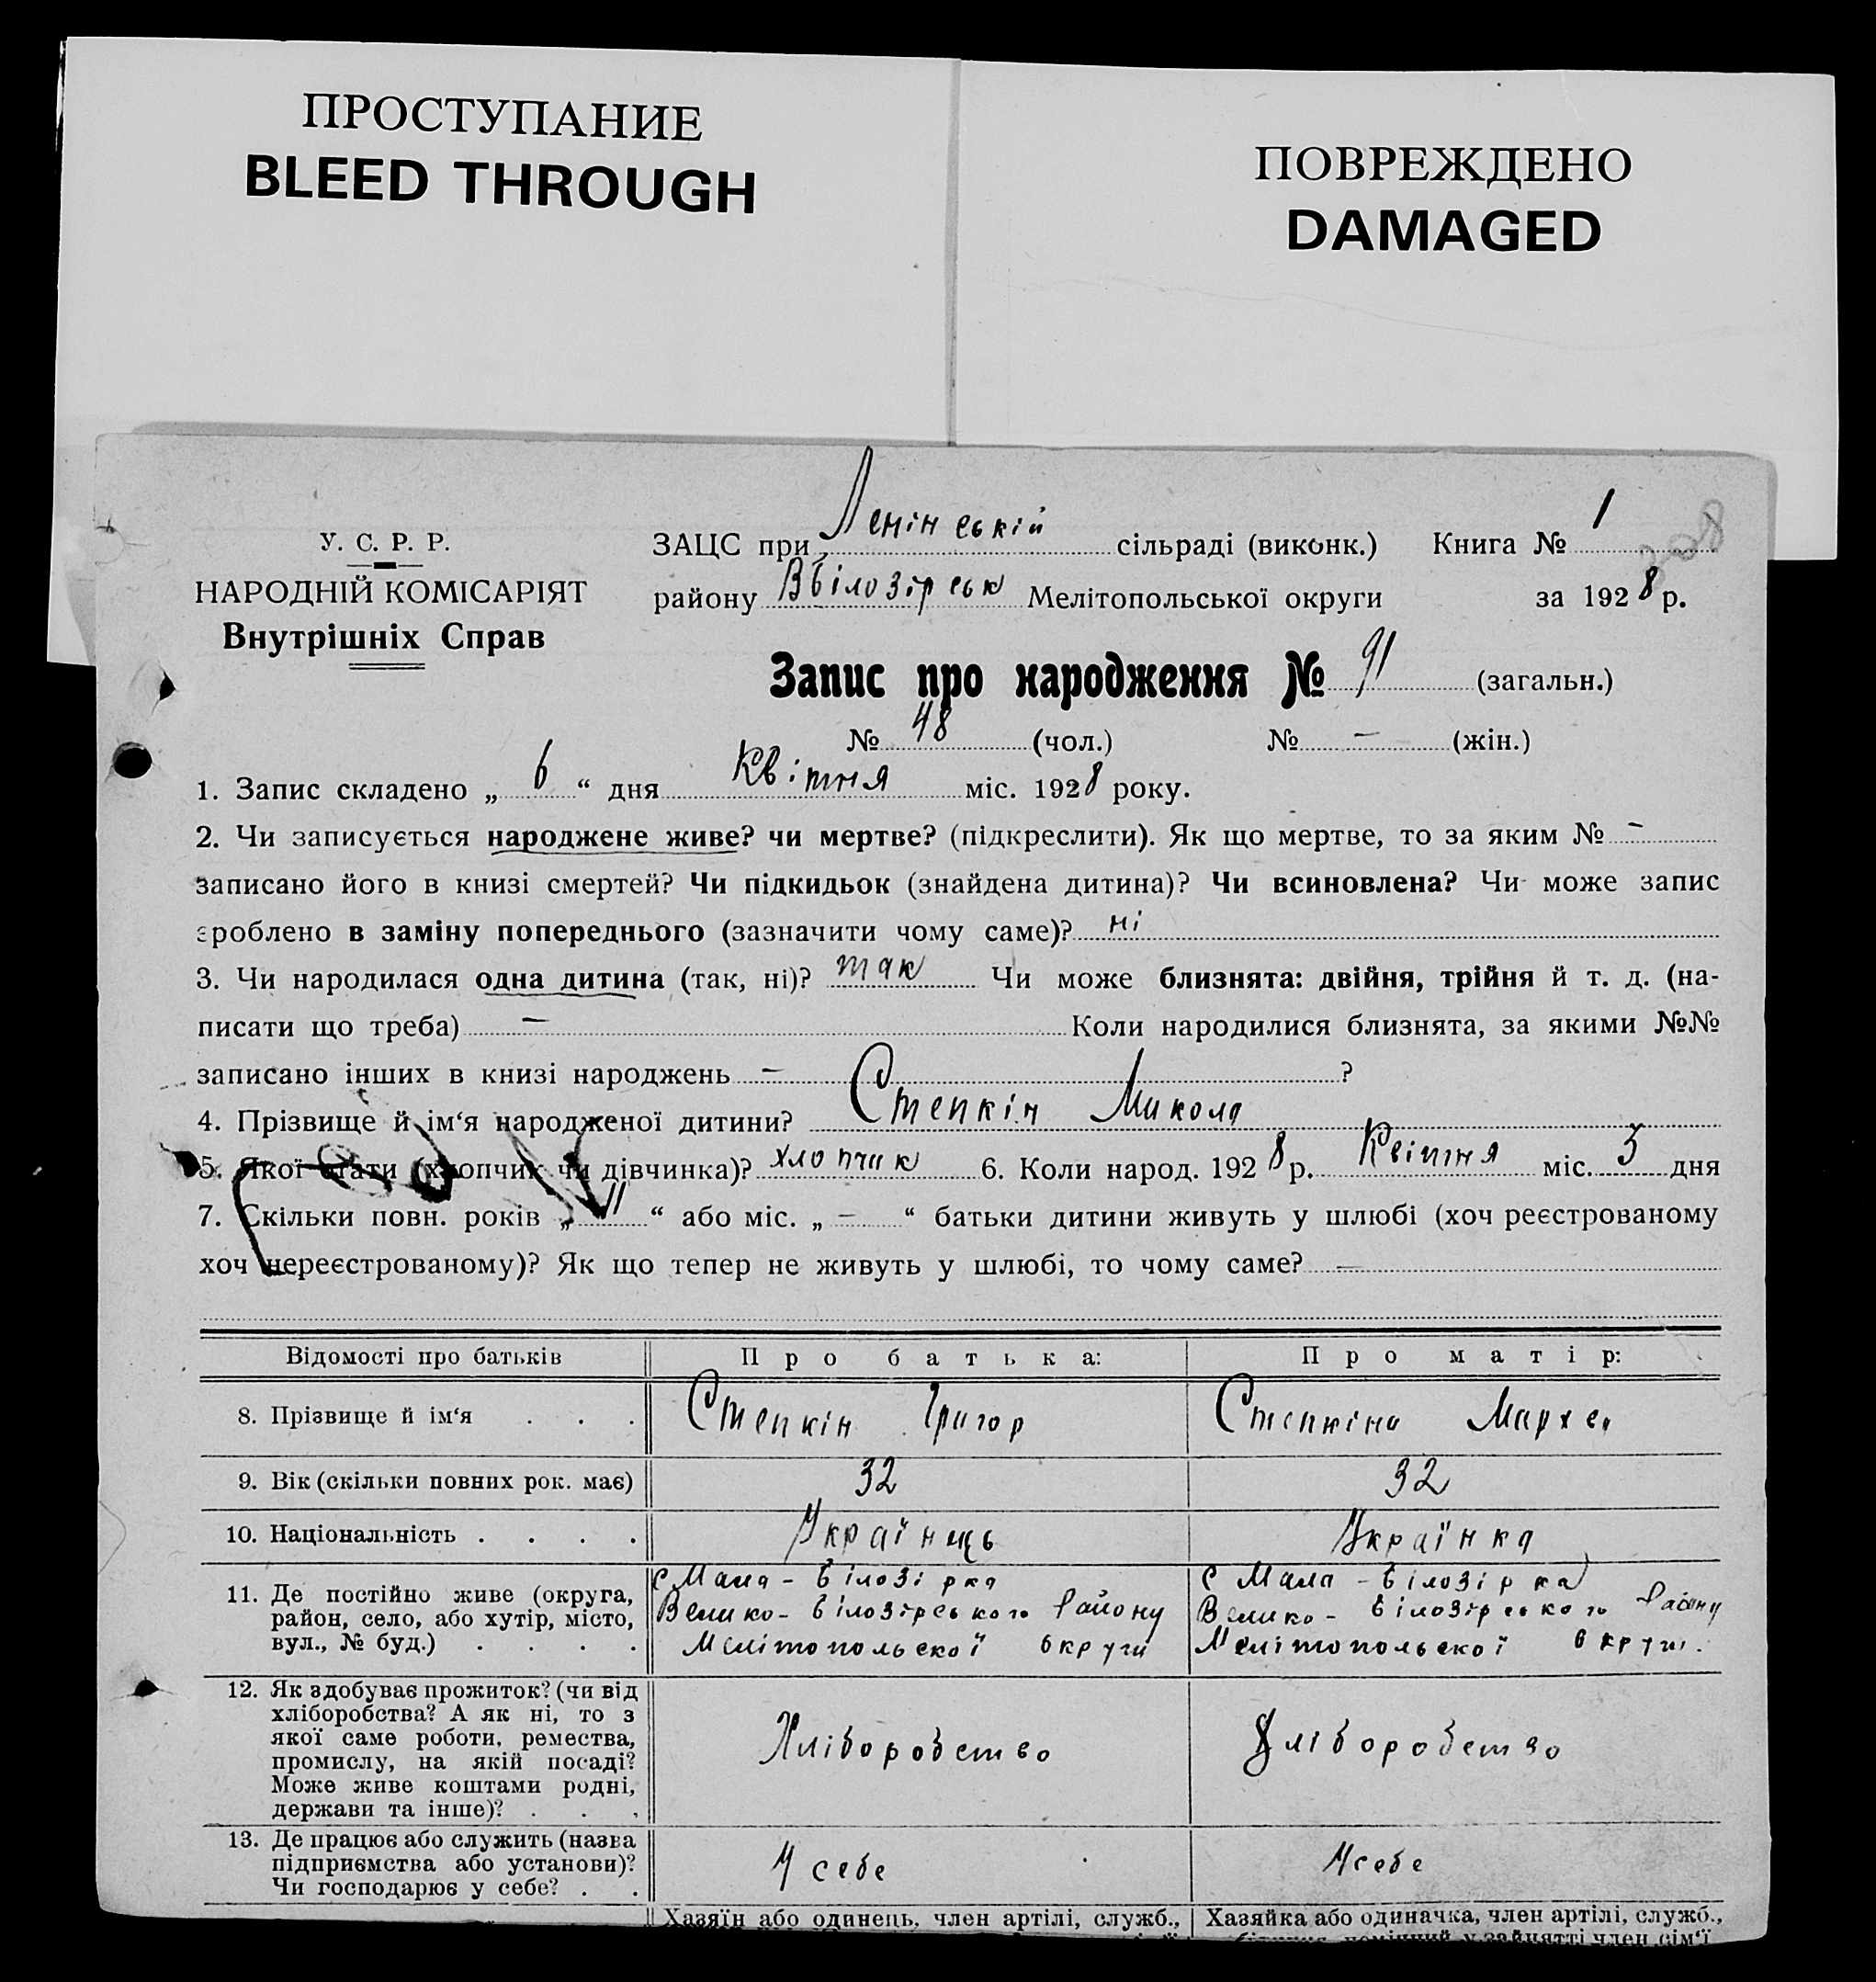 ПРОСТУПАНИЕ
BLEED THROUGH
ПОВРЕЖДЕНО
DAMAGED
У. С. Р. Р.
НАРОДНІЙ КОМІСАРІЯТ
Внутрішніх Справ
ЗАЦС при Ленінській сільраді (виконк.) Книга № 1
району Вбілозірськ Мелітопольської округи за 1928 р.
Запис про народження № 91 (загальн.)
№ 48 (чол.) № — (жін.)
1. Запис складено „ 6 “ дня Квітня міс. 1928 року.
2. Чи записується народжене живе? чи мертве? (підкреслити). Як що мертве, то за яким № —
записано його в книзі смертей? Чи підкидьок (знайдена дитина)? Чи всиновлена? Чи може запис
зроблено в заміну попереднього (зазначити чому саме)? ні
3. Чи народилася одна дитина (так, ні)? так Чи може близнята: двійня, трійня й т. д. (на-
писати що треба) — Коли народилися близнята, за якими №№
записано інших в книзі народжень — ?
4. Прізвище й ім‘я народженої дитини? Степкін Микола
5. Якої стати (хлопчик чи дівчинка)? хлопчик 6. Коли народ. 1928 р. Квітня міс. 3 дня
7. Скільки повн. років „ 11 “ або міс. „ — “ батьки дитини живуть у шлюбі (хоч реєстрованому
хоч нереєстрованому)? Як що тепер не живуть у шлюбі, то чому саме? —
Відомості про батьків Про батька: Про матір:
8. Прізвище й ім‘я . . . Степкін Григор Степкіна
9. Вік (скільки повних рок. має) 32 32
10. Національність . . . . Українець Українка
11. Де постійно живе (округа,
район, село, або хутір, місто,
вул., № буд.) . . . .
с Мала-Білозірка
Велико-Білозірського Району
Мелітопольскої Округи
с Мала-Білозірка
Велико-Білозірського Району
Мелітопольскої Округи.
12. Як здобуває прожиток? (чи від
хліборобства? А як ні, то з
якої саме роботи, ремества,
промислу, на якій посаді?
Може живе коштами родні,
держави та інше)? . . .
Хліборобство
Хліборобство
13. Де працює або служить (назва
підприємства або установи)?
Чи господарює у себе? . .
У себе
У себе
Хазяїн або одинець, член артілі, служб.,
Хазяйка або одиначка, член артілі, служб.,